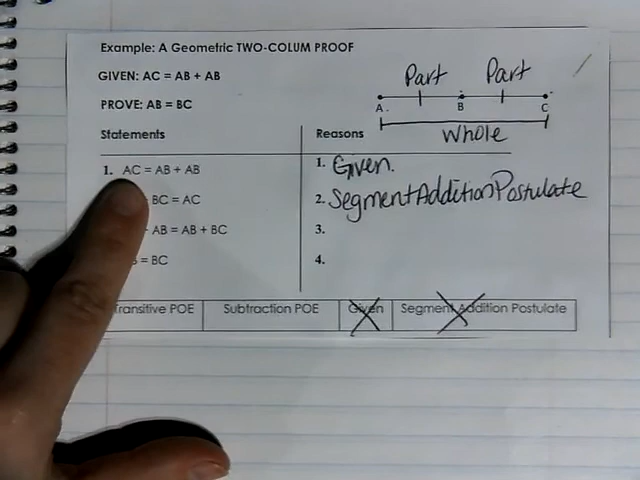 Example: A Geometric TWO-COLUM PROOF
GIVEN: AC = AB + AB
PROVE: AB = BC
Part Part
A B C
Whole
Statements Reasons
1. AC = AB + AB 1. Given.
BC = AC 2. Segment Addition Postulate
AB = AB + BC 3.
= BC 4.
Transitive POE Subtraction POE Given Segment Addition Postulate